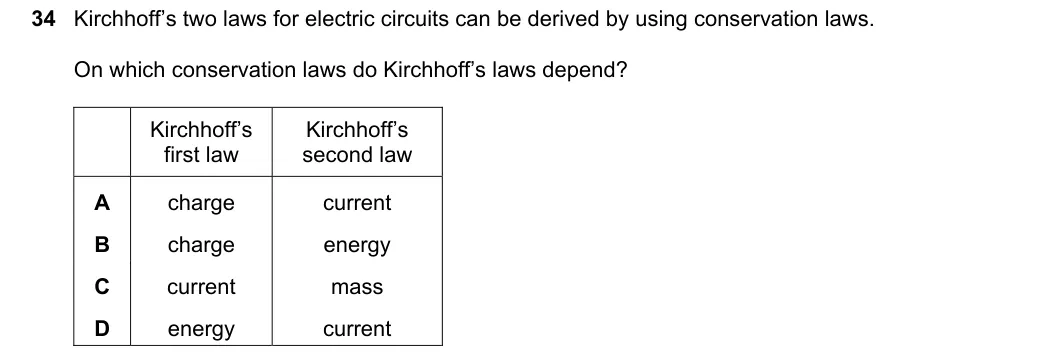 34 Kirchhoff’s two laws for electric circuits can be derived by using conservation laws.
On which conservation laws do Kirchhoff’s laws depend?
Kirchhoff’s first law Kirchhoff’s second law
A charge current
B charge energy
C current mass
D energy current